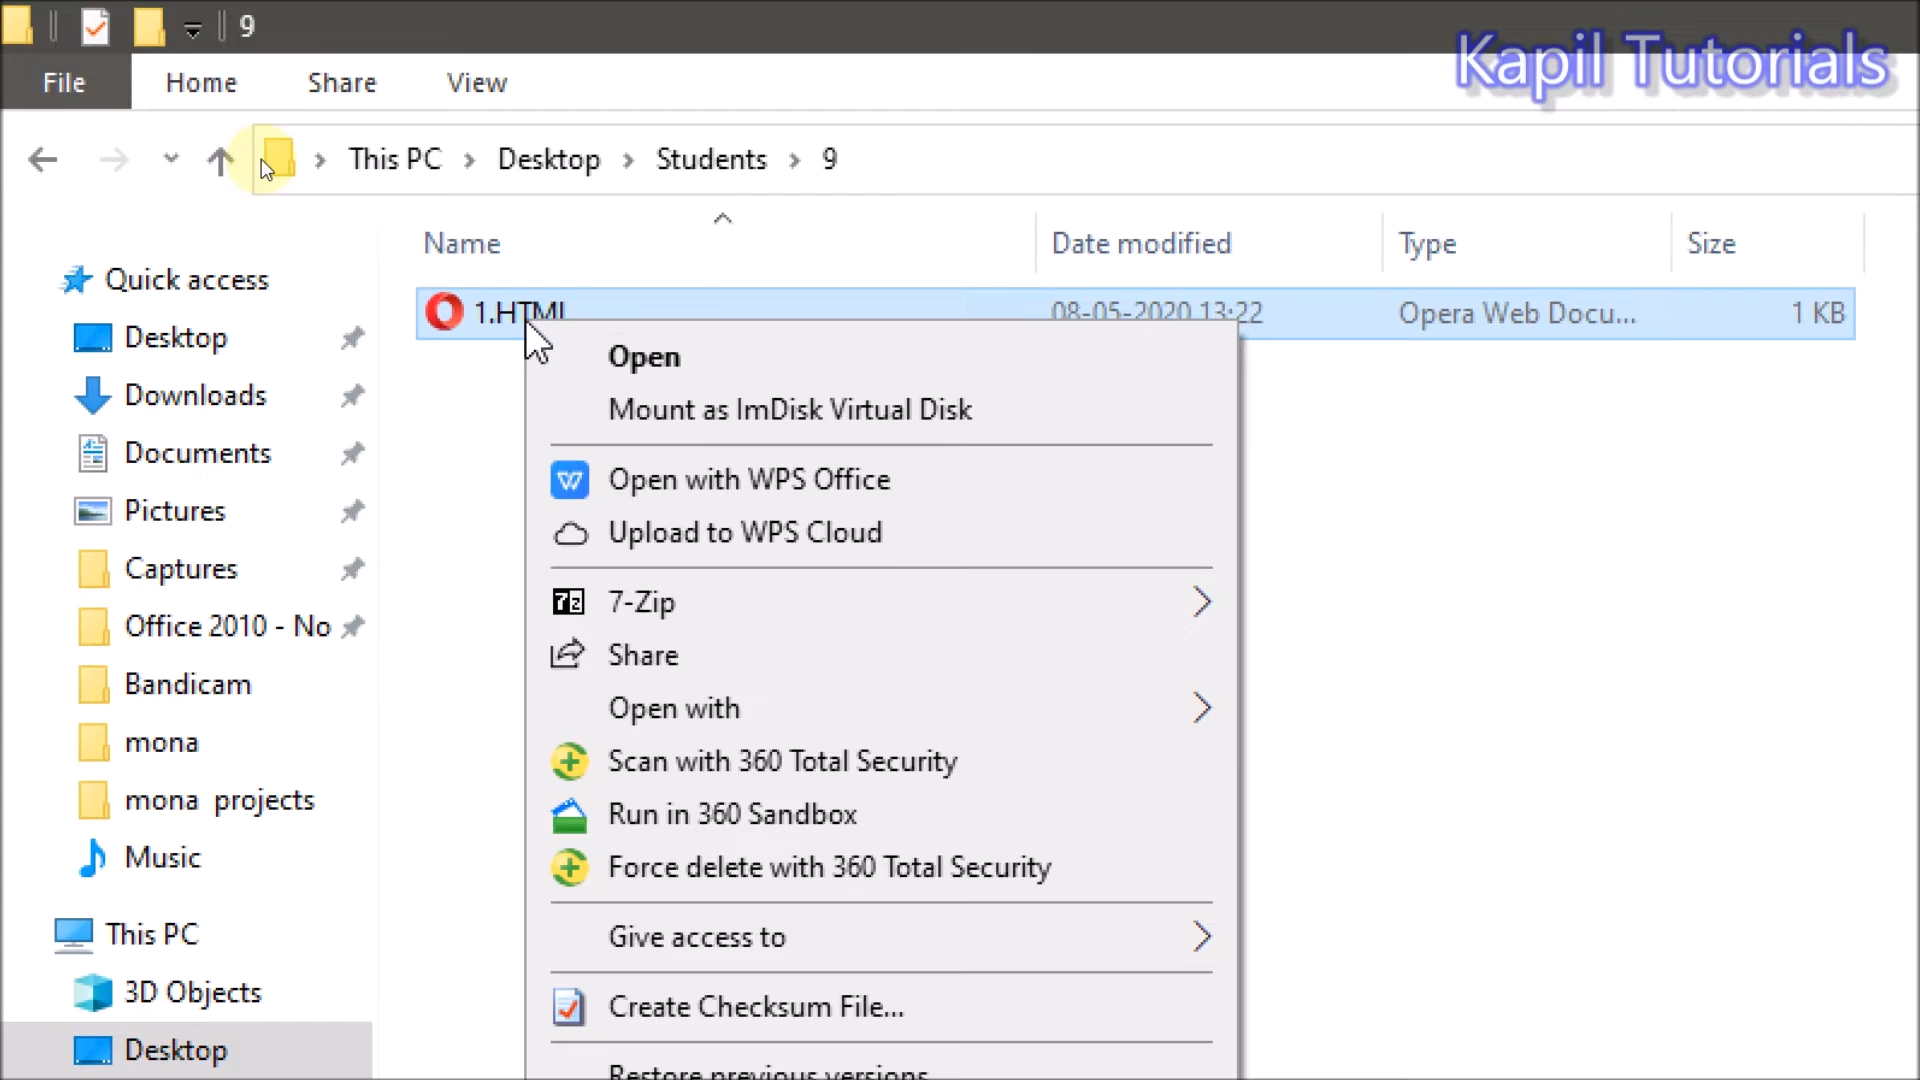 9
Kapil Tutorials
File Home Share View
This PC Desktop Students 9
Name Date modified Type Size
Quick access
1.HTML 08-05-2020 13:22 Opera Web Docu... 1 KB
Desktop
Open
Downloads
Mount as ImDisk Virtual Disk
Documents
Open with WPS Office
Pictures
Upload to WPS Cloud
Captures
7-Zip
Office 2010 - No
Share
Bandicam
Open with
mona
Scan with 360 Total Security
mona projects
Run in 360 Sandbox
Music
Force delete with 360 Total Security
This PC
Give access to
3D Objects
Create Checksum File...
Desktop
Restore previous versions